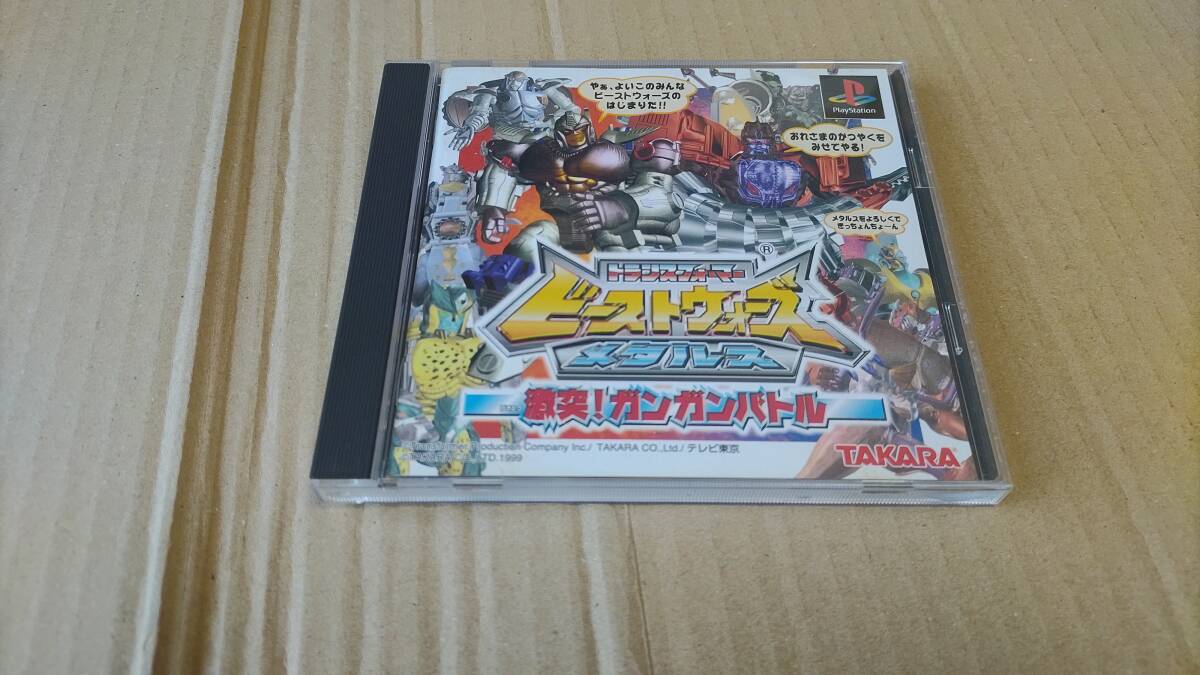 やぁ、よいこのみんな
ビーストウォーズの
はじまりだ!!
PlayStation
おれさまのかつやくを
みせてやる!
メタルスをよろしくで
きっちょんちょ〜ん
®
トランスフォーマー
ビーストウォーズ
メタルス
激突!ガンガンバトル
Production Company Inc./ TAKARA CO.,Ltd./テレビ東京
1999
TAKARA